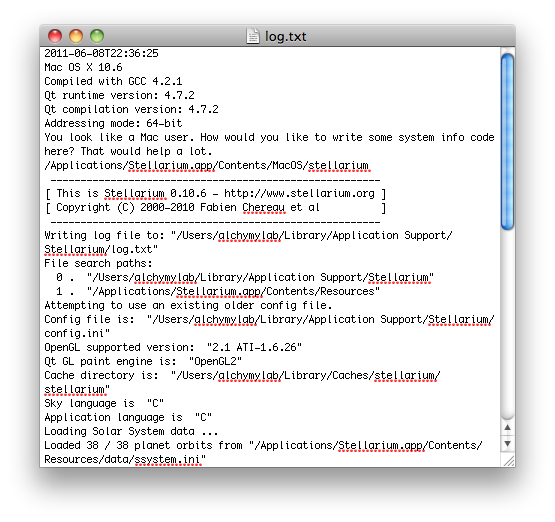 log.txt
2011-06-08T22:36:25
Mac OS X 10.6
Compiled with GCC 4.2.1
Qt runtime version: 4.7.2
Qt compilation version: 4.7.2
Addressing mode: 64-bit
You look like a Mac user. How would you like to write some system info code
here? That would help a lot.
/Applications/Stellarium.app/Contents/MacOS/stellarium
---------------------------------------------------
[ This is Stellarium 0.10.6 - http://www.stellarium.org ]
[ Copyright (C) 2000-2010 Fabien Chereau et al ]
---------------------------------------------------
Writing log file to: "/Users/alchymylab/Library/Application Support/
Stellarium/log.txt"
File search paths:
0 . "/Users/alchymylab/Library/Application Support/Stellarium"
1 . "/Applications/Stellarium.app/Contents/Resources"
Attempting to use an existing older config file.
Config file is: "/Users/alchymylab/Library/Application Support/Stellarium/
config.ini"
OpenGL supported version: "2.1 ATI-1.6.26"
Qt GL paint engine is: "OpenGL2"
Cache directory is: "/Users/alchymylab/Library/Caches/stellarium/
stellarium"
Sky language is "C"
Application language is "C"
Loading Solar System data ...
Loaded 38 / 38 planet orbits from "/Applications/Stellarium.app/Contents/
Resources/data/ssystem.ini"